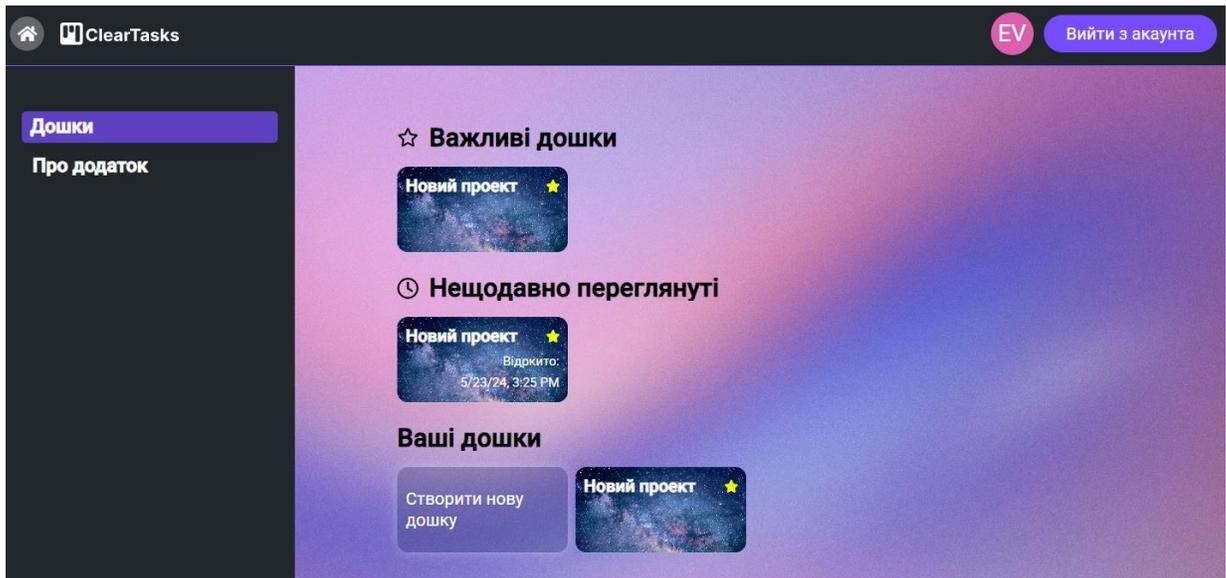 ClearTasks
EV
Вийти з акаунта
Дошки
Про додаток
Важливі дошки
Новий проект
Нещодавно переглянуті
Новий проект
Відркито:
5/23/24, 3:25 PM
Ваші дошки
Створити нову
дошку
Новий проект